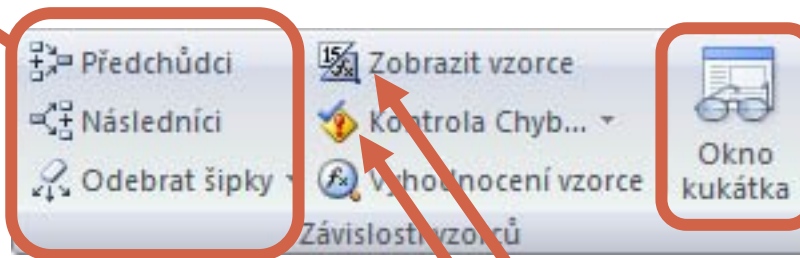 Předchůdci
Následníci
Odebrat šipky
Zobrazit vzorce
Kontrola Chyb...
Vyhodnocení vzorce
Okno
kukátka
Závislosti vzorců